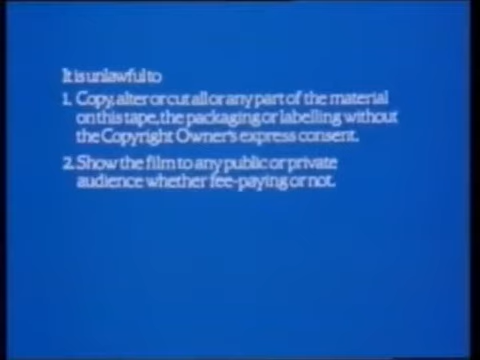 It is unlawful to
1. Copy, alter or cut all or any part of the material
on this tape, the packaging or labelling without
the Copyright Owner's express consent.
2. Show the film to any public or private
audience whether fee-paying or not.